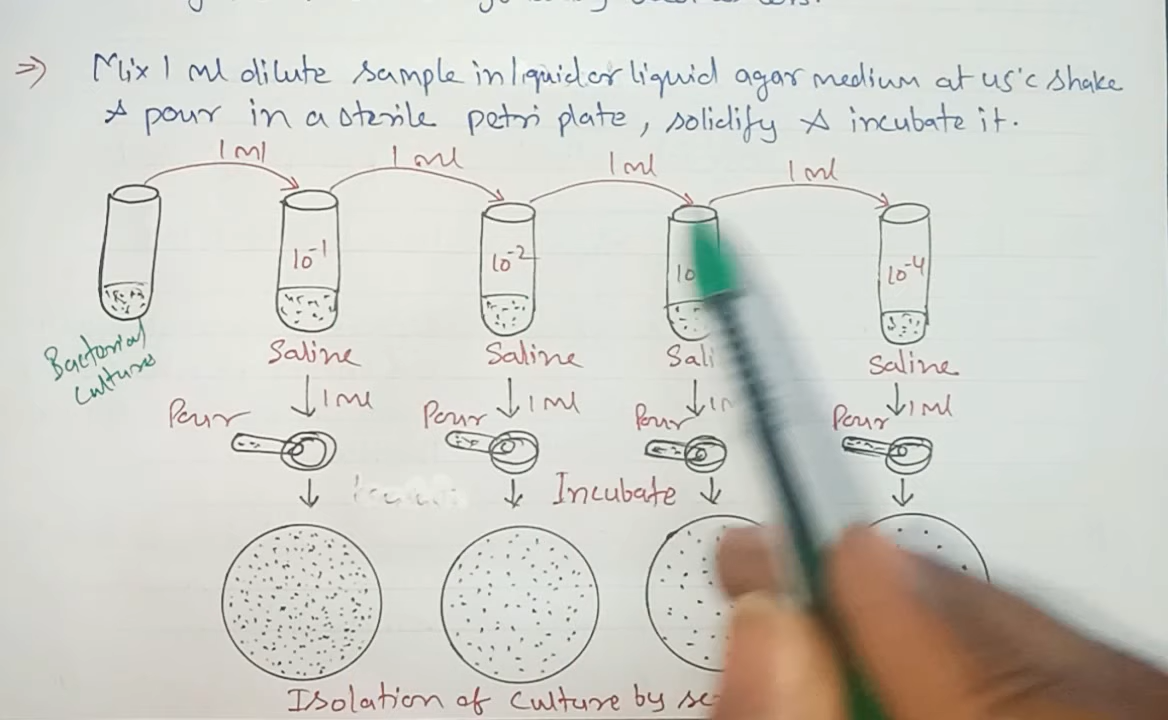 ⇒ Mix 1 ml dilute sample in liquid or liquid agar medium at 45°c shake
& pour in a sterile petri plate, solidify & incubate it.
1 ml 1 ml 1 ml 1 ml
10⁻¹ 10⁻² 10 10⁻⁴
Bacterial
culture
Saline Saline Sali Saline
1 ml 1 ml 1 ml
Pour Pour Pour Pour
Incubate
Isolation of culture by